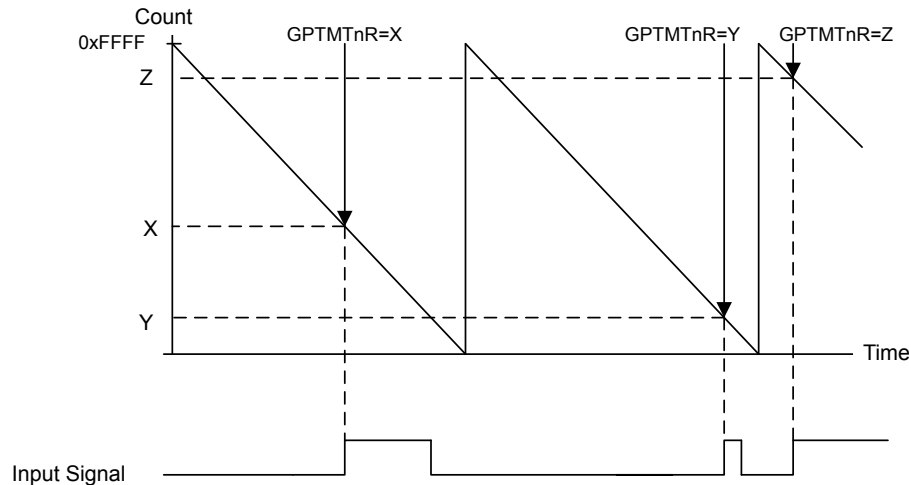 Count
0xFFFF
GPTMTnR=X
GPTMTnR=Y
GPTMTnR=Z
Z
X
Y
Time
Input Signal